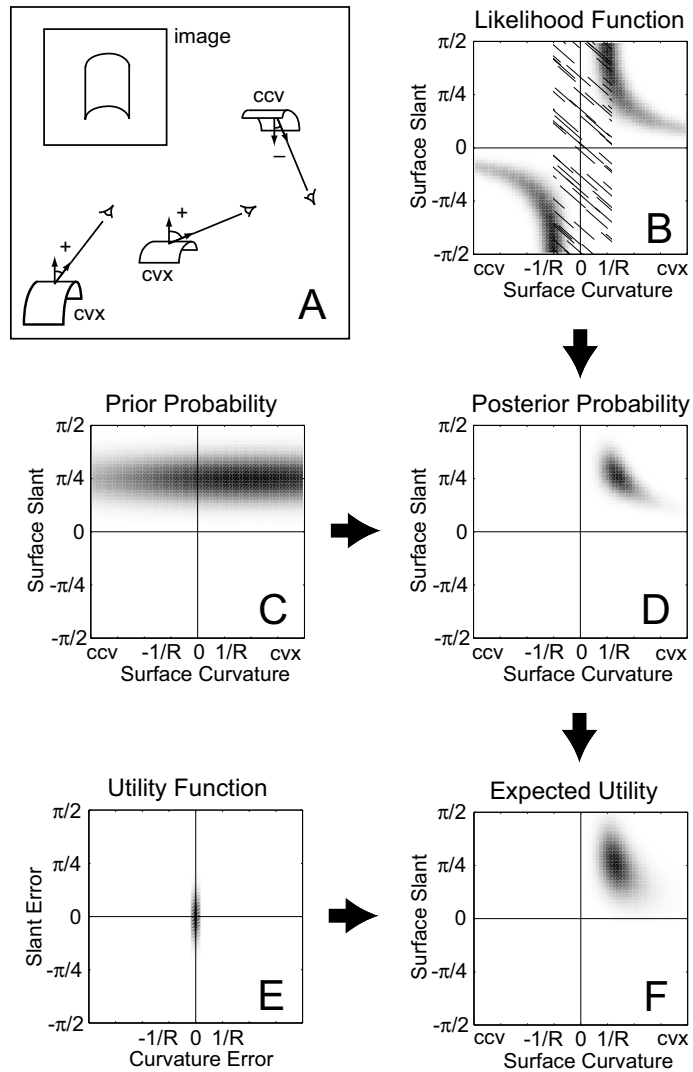 image
ccv
−
+
cvx
+
cvx
A
Likelihood Function
Surface Slant
π/2
π/4
0
-π/4
-π/2
B
ccv -1/R 0 1/R cvx
Surface Curvature
Prior Probability
Surface Slant
π/2
π/4
0
-π/4
-π/2
C
ccv -1/R 0 1/R cvx
Surface Curvature
Posterior Probability
Surface Slant
π/2
π/4
0
-π/4
-π/2
D
ccv -1/R 0 1/R cvx
Surface Curvature
Utility Function
Slant Error
π/2
π/4
0
-π/4
-π/2
E
-1/R 0 1/R
Curvature Error
Expected Utility
Surface Slant
π/2
π/4
0
-π/4
-π/2
F
ccv -1/R 0 1/R cvx
Surface Curvature